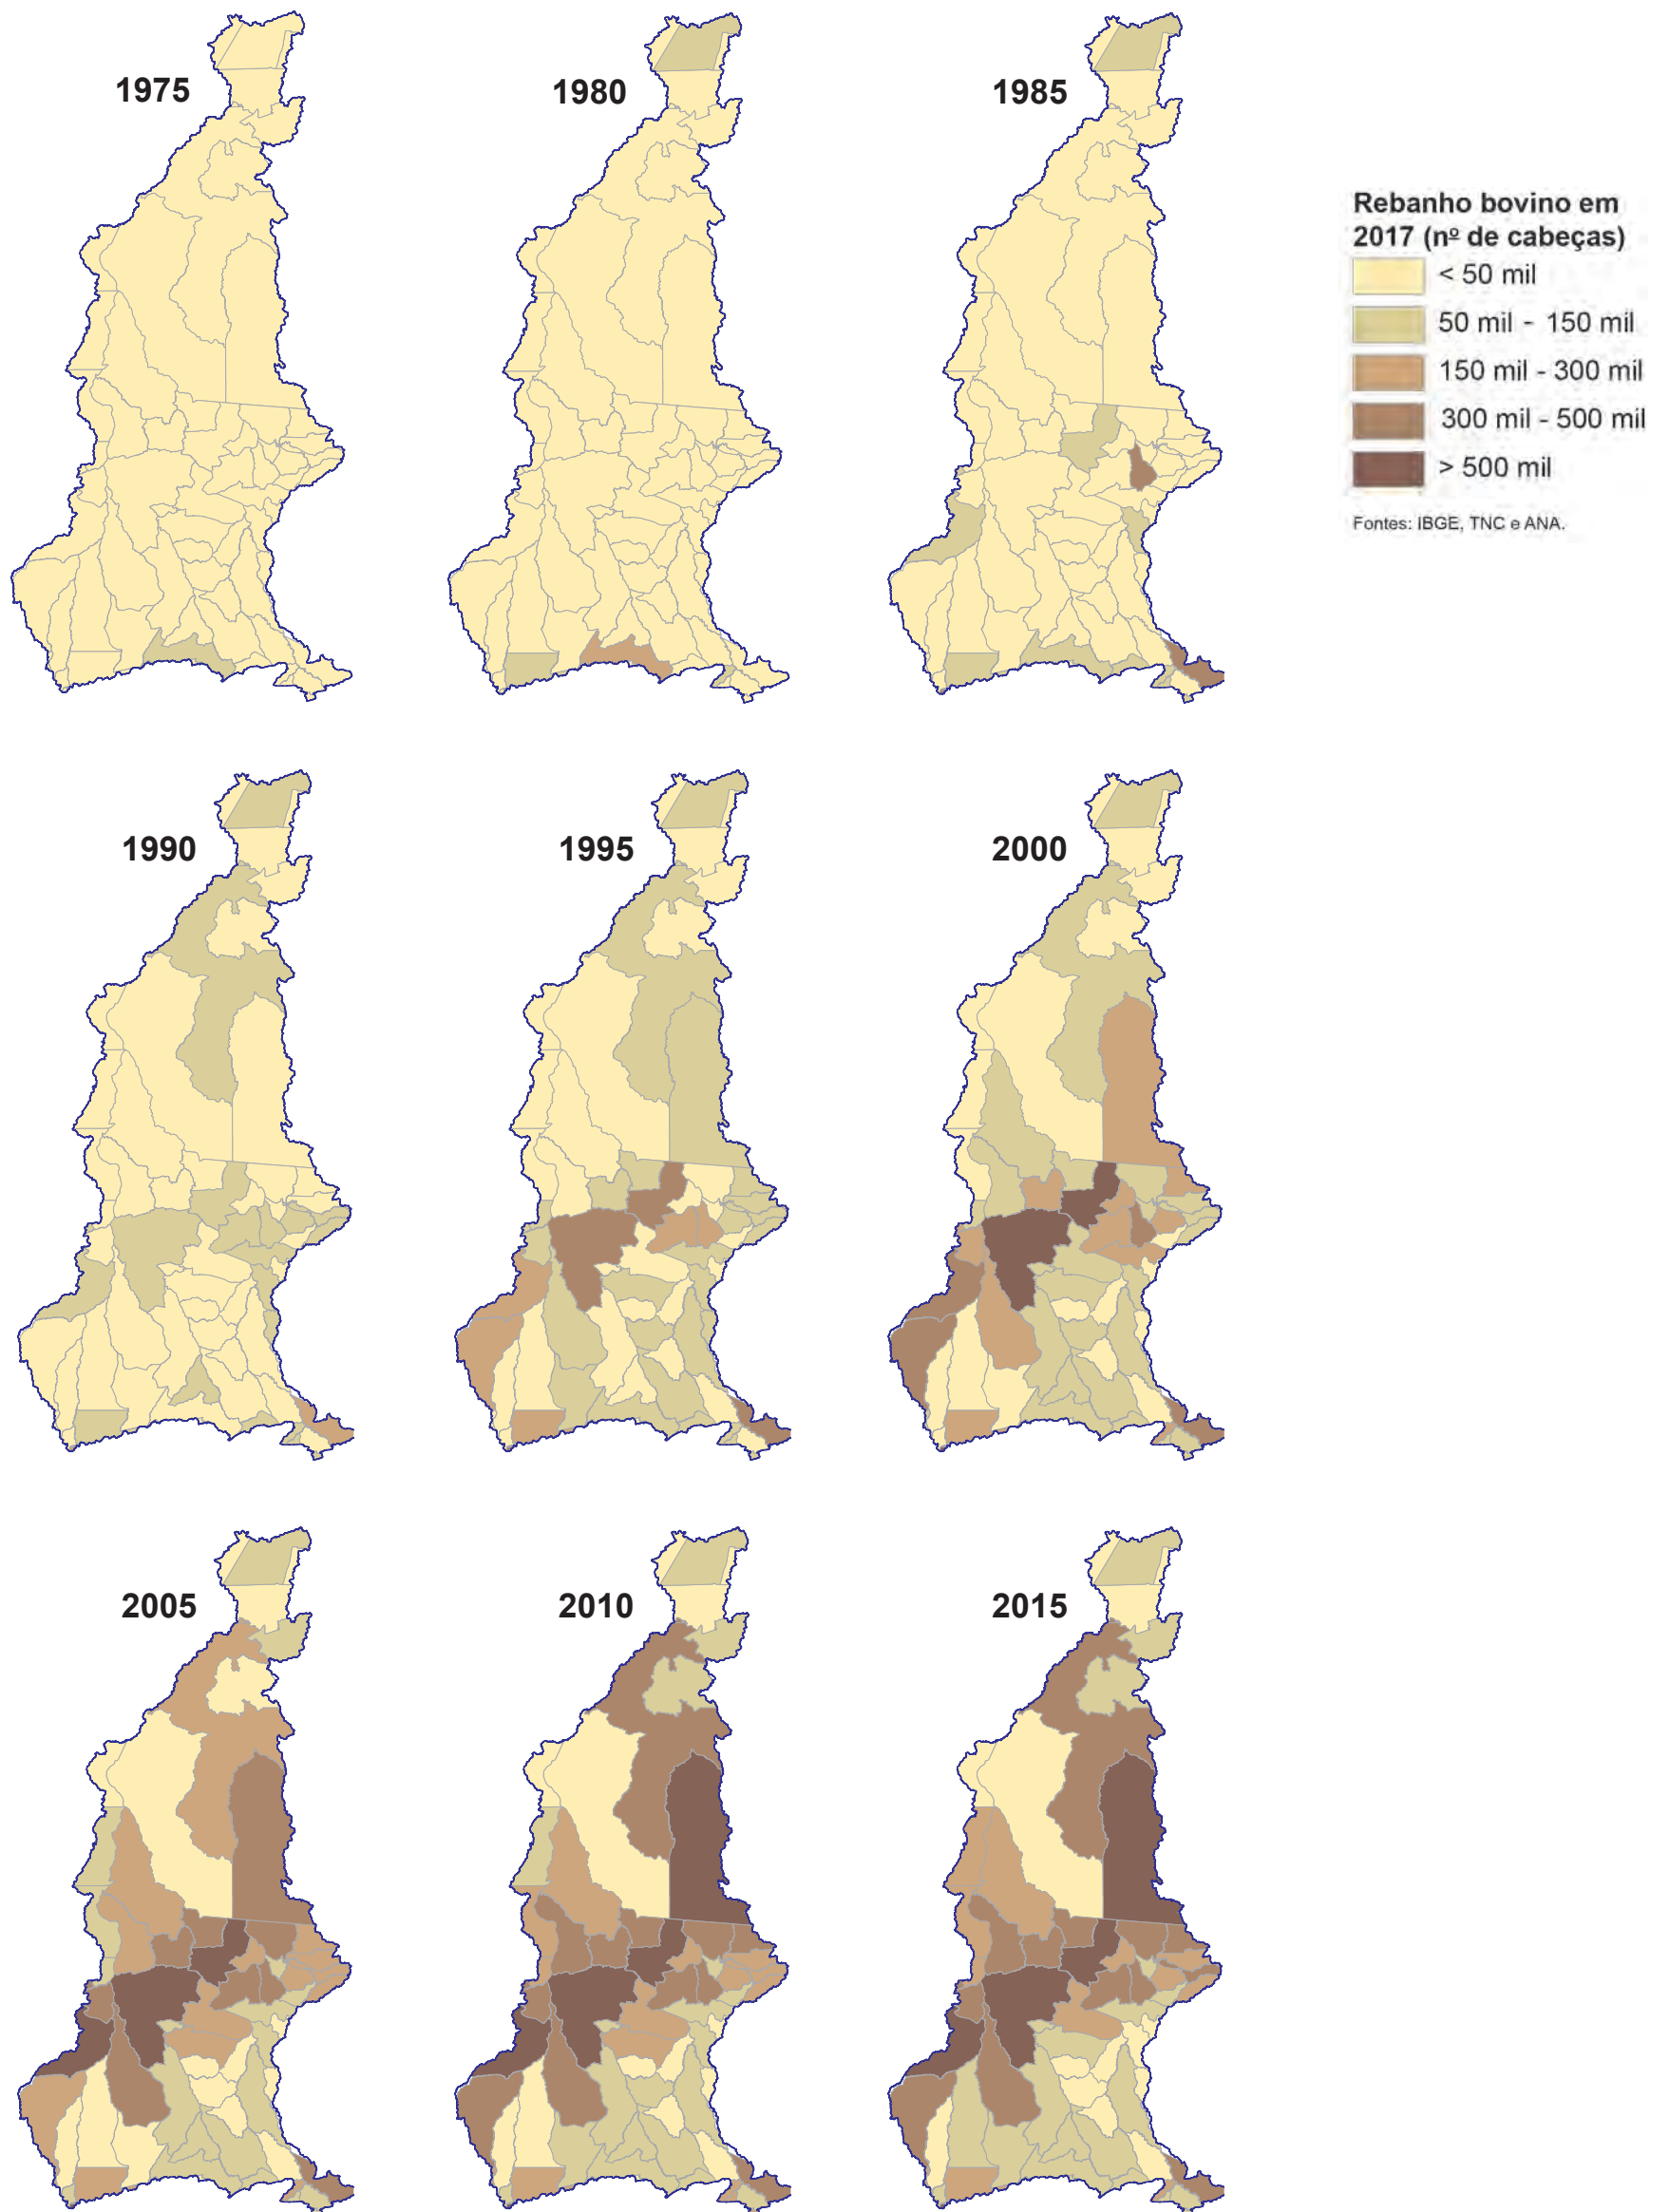 1975
1980
1985
Rebanho bovino em
2017 (nº de cabeças)
< 50 mil
50 mil - 150 mil
150 mil - 300 mil
300 mil - 500 mil
> 500 mil
Fontes: IBGE, TNC e ANA.
1990
1995
2000
2005
2010
2015